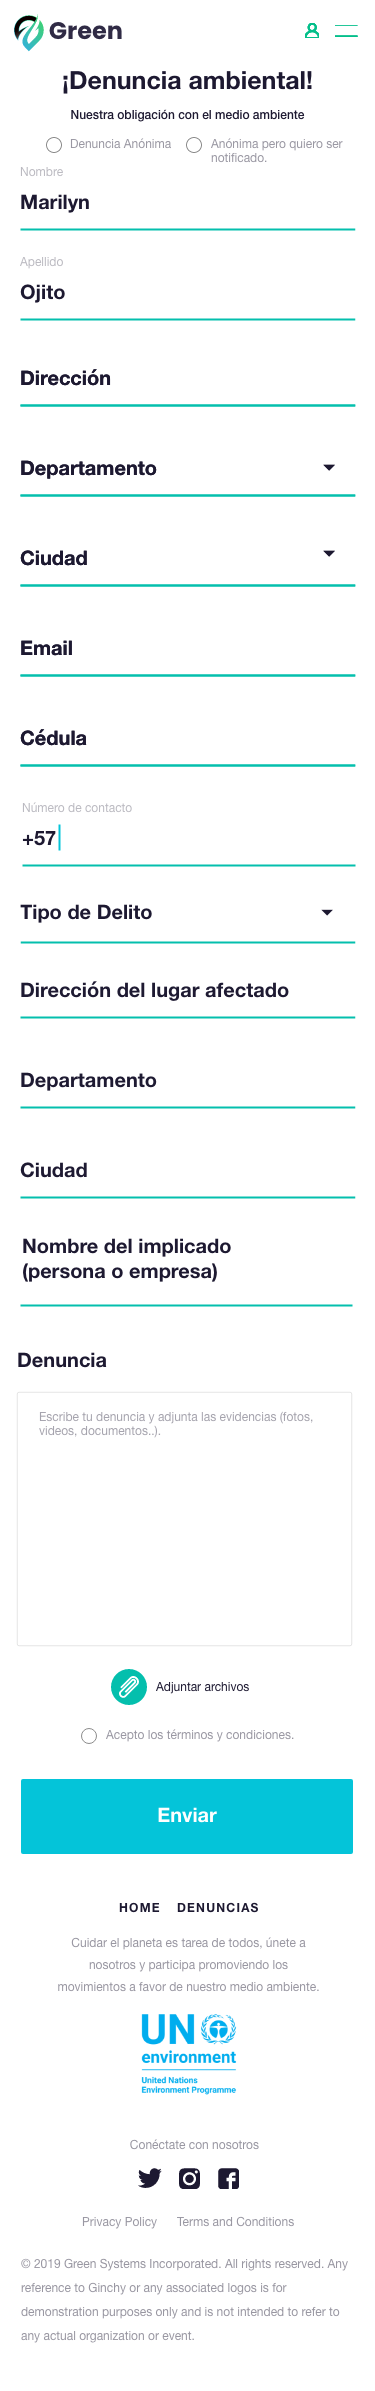 Green
¡Denuncia ambiental!
Nuestra obligación con el medio ambiente
Denuncia Anónima
Anónima pero quiero ser
notificado.
Nombre
Marilyn
Apellido
Ojito
Dirección
Departamento
Ciudad
Email
Cédula
Número de contacto
+57
Tipo de Delito
Dirección del lugar afectado
Departamento
Ciudad
Nombre del implicado
(persona o empresa)
Denuncia
Escribe tu denuncia y adjunta las evidencias (fotos,
videos, documentos..).
Adjuntar archivos
Acepto los términos y condiciones.
Enviar
HOME DENUNCIAS
Cuidar el planeta es tarea de todos, únete a
nosotros y participa promoviendo los
movimientos a favor de nuestro medio ambiente.
UN
environment
United Nations
Environment Programme
Conéctate con nosotros
Privacy Policy Terms and Conditions
© 2019 Green Systems Incorporated. All rights reserved. Any
reference to Ginchy or any associated logos is for
demonstration purposes only and is not intended to refer to
any actual organization or event.